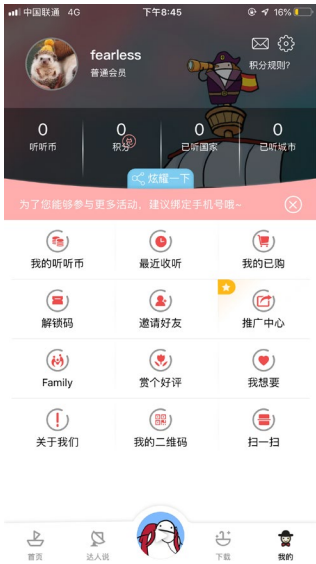 中国联通 4G 下午8:45 16%
fearless
普通会员
积分规则?
0 0 0 0
听听币 积分 已听国家 已听城市
炫耀一下
为了您能够参与更多活动，建议绑定手机号哦~
我的听听币 最近收听 我的已购
解锁码 邀请好友 推广中心
Family 赏个好评 我想要
关于我们 我的二维码 扫一扫
首页 达人说 下载 我的